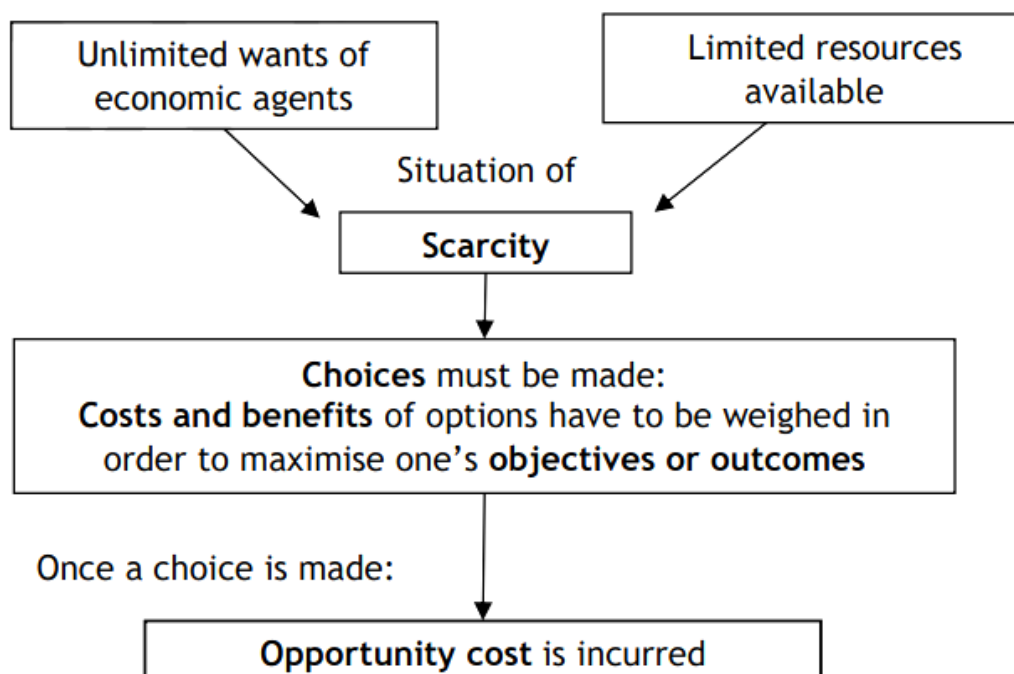 Unlimited wants of
economic agents
Limited resources
available
Situation of
Scarcity
Choices must be made:
Costs and benefits of options have to be weighed in
order to maximise one's objectives or outcomes
Once a choice is made:
Opportunity cost is incurred